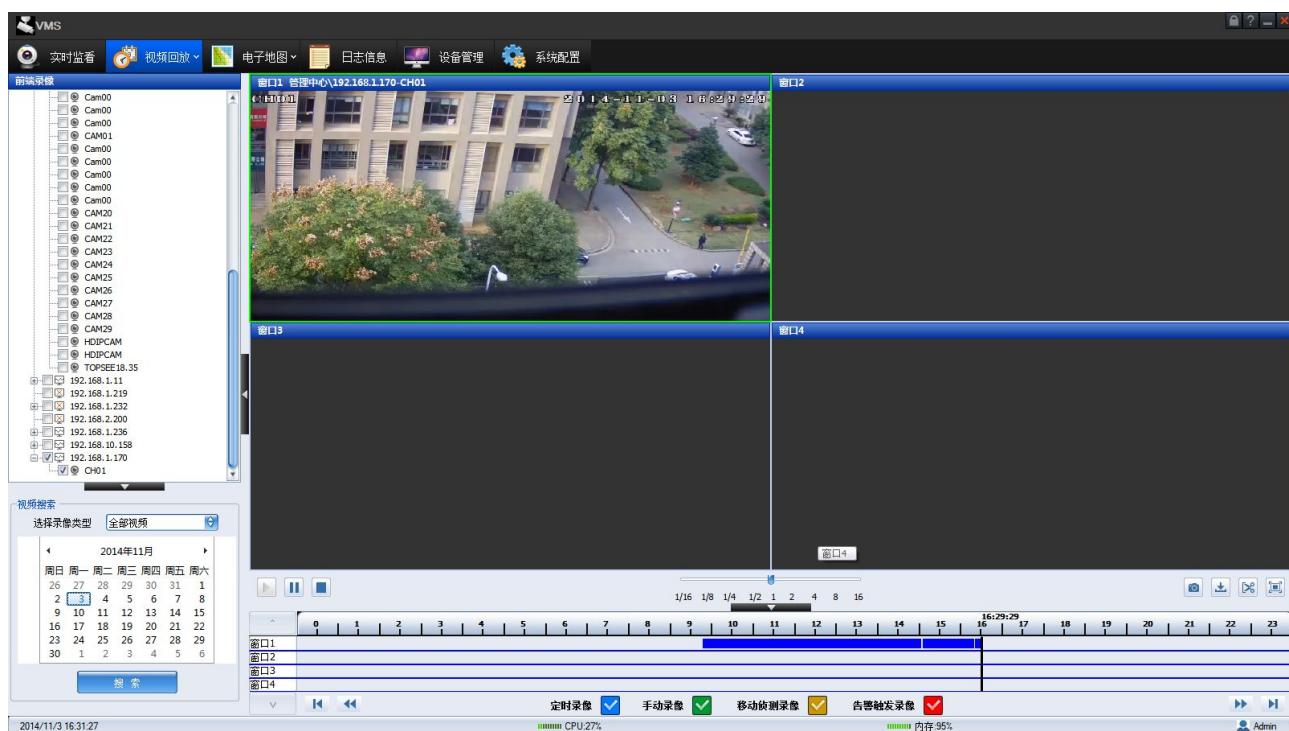 VMS
实时监看 视频回放 电子地图 日志信息 设备管理 系统配置
前端录像
Cam00
Cam00
Cam00
CAM01
Cam00
Cam00
Cam00
Cam00
Cam00
CAM20
CAM21
CAM22
CAM23
CAM24
CAM25
CAM26
CAM27
CAM28
CAM29
HDIPCAM
HDIPCAM
TOPSEE18.35
192.168.1.11
192.168.1.219
192.168.1.232
192.168.2.200
192.168.1.236
192.168.10.158
192.168.1.170
CH01
视频搜索
选择录像类型 全部视频
2014年11月
周日 周一 周二 周三 周四 周五 周六
26 27 28 29 30 31 1
2 3 4 5 6 7 8
9 10 11 12 13 14 15
16 17 18 19 20 21 22
23 24 25 26 27 28 29
30 1 2 3 4 5 6
搜 索
窗口1 管理中心\192.168.1.170-CH01
CH01 2014-11-03 16:29:29
窗口2
窗口3
窗口4
窗口4
1/16 1/8 1/4 1/2 1 2 4 8 16
16:29:29
0 1 2 3 4 5 6 7 8 9 10 11 12 13 14 15 16 17 18 19 20 21 22 23
窗口1
窗口2
窗口3
窗口4
定时录像 手动录像 移动侦测录像 告警触发录像
2014/11/3 16:31:27 CPU:27% 内存:95% Admin